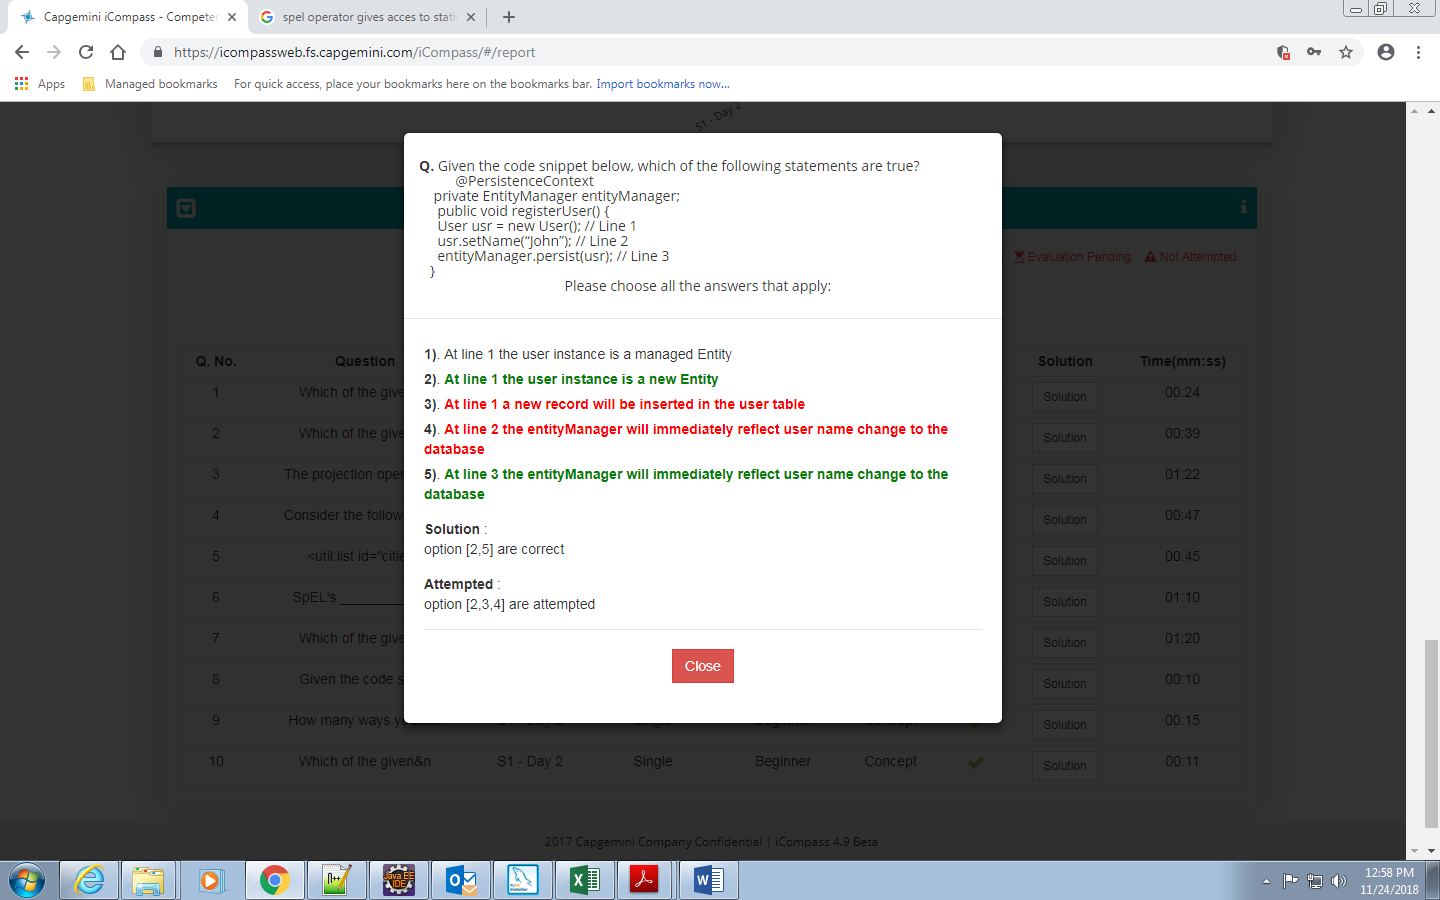 Capgemini iCompass - Competer
spel operator gives acces to stati
https://icompassweb.fs.capgemini.com/iCompass/#/report
Apps
Managed bookmarks
For quick access, place your bookmarks here on the bookmarks bar. Import bookmarks now...
S1 - Day 2
Q. Given the code snippet below, which of the following statements are true?
@PersistenceContext
private EntityManager entityManager;
public void registerUser() {
User usr = new User(); // Line 1
usr.setName(“John”); // Line 2
entityManager.persist(usr); // Line 3
}
Please choose all the answers that apply:
Evaluation Pending
Not Attempted
1). At line 1 the user instance is a managed Entity
2). At line 1 the user instance is a new Entity
3). At line 1 a new record will be inserted in the user table
4). At line 2 the entityManager will immediately reflect user name change to the
database
5). At line 3 the entityManager will immediately reflect user name change to the
database
Solution :
option [2,5] are correct
Attempted :
option [2,3,4] are attempted
Close
Q. No. Question Solution Time(mm:ss)
1 Which of the give Solution 00:24
2 Which of the give Solution 00:39
3 The projection oper Solution 01:22
4 Consider the follow Solution 00:47
5 <util:list id="citie Solution 00:45
6 SpEL's ________ Solution 01:10
7 Which of the give Solution 01:20
8 Given the code s Solution 00:10
9 How many ways y Solution 00:15
10 Which of the given&n S1 - Day 2 Single Beginner Concept Solution 00:11
2017 Capgemini Company Confidential | iCompass 4.9 Beta
Java EE
IDE
12:58 PM
11/24/2018